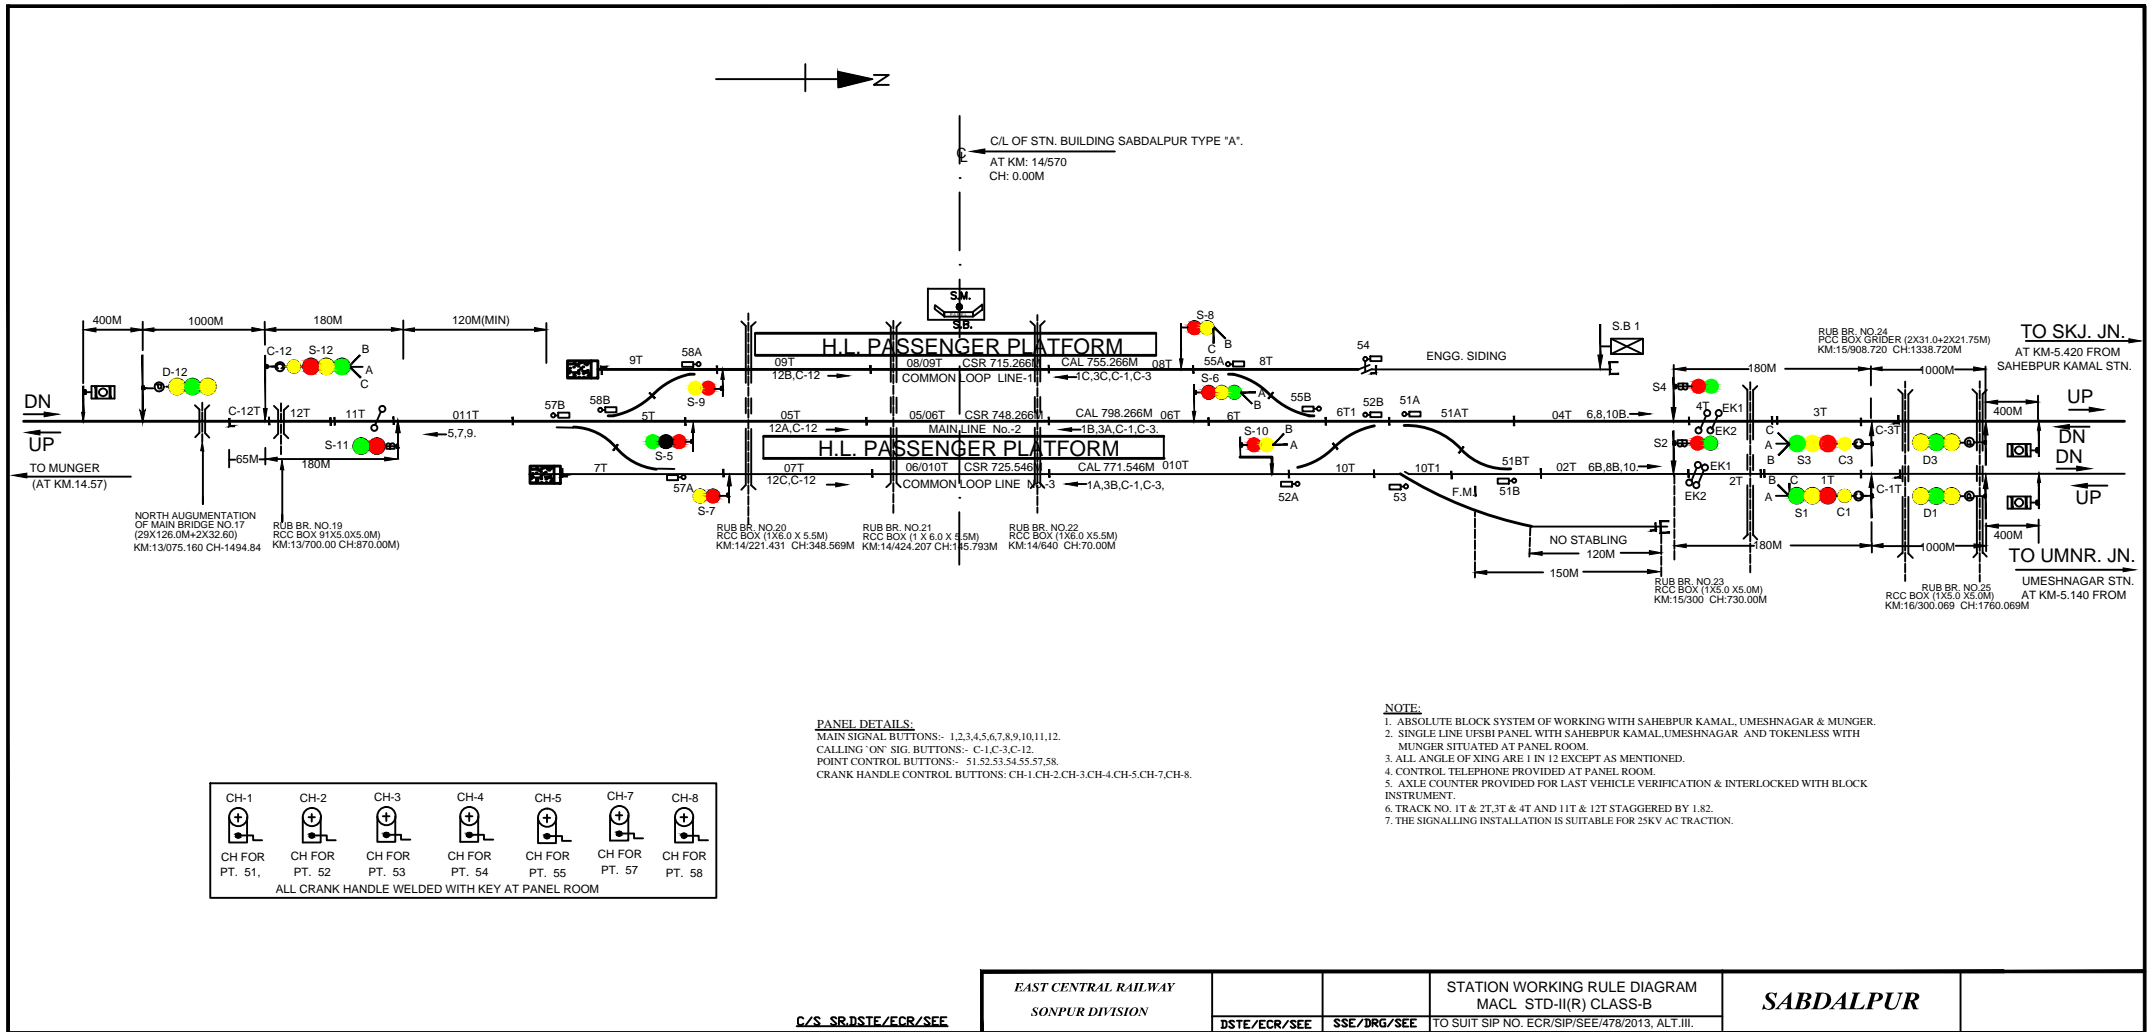 N
C/L OF STN. BUILDING SABDALPUR TYPE "A".
AT KM: 14/570
CH: 0.00M
S.M.
S.B.
400M
1000M
180M
120M(MIN)
D-12
C-12
S-12
B
A
C
DN
UP
TO MUNGER
(AT KM.14.57)
C-12T
12T
11T
011T
S-11
65M
180M
5,7,9.
NORTH AUGUMENTATION
OF MAIN BRIDGE NO.17
(29X126.0M+2X32.60)
KM:13/075.160 CH-1494.84
RUB BR. NO.19
RCC BOX 91X5.0X5.0M)
KM:13/700.00 CH:870.00M)
9T
58A
57B
58B
5T
S-9
S-5
7T
57A
S-7
H.L. PASSENGER PLATFORM
09T
08/09T
CSR 715.266M
CAL 755.266M
08T
12B,C-12
COMMON LOOP LINE-1
1C,3C,C-1,C-3
05T
05/06T
CSR 748.266M
CAL 798.266M
06T
12A,C-12
MAIN LINE No.-2
1B,3A,C-1,C-3.
H.L. PASSENGER PLATFORM
07T
06/010T
CSR 725.546M
CAL 771.546M
010T
12C,C-12
COMMON LOOP LINE No.-3
1A,3B,C-1,C-3,
RUB BR. NO.20
RCC BOX (1X6.0 X 5.5M)
KM:14/221.431 CH:348.569M
RUB BR. NO.21
RCC BOX (1 X 6.0 X 5.5M)
KM:14/424.207 CH:145.793M
RUB BR. NO.22
RCC BOX (1X6.0 X5.5M)
KM:14/640 CH:70.00M
S-8
C
B
55A
8T
54
ENGG. SIDING
S.B 1
S-6
A
B
55B
6T
6T1
52B
51A
51AT
04T
6,8,10B.
S-10
B
A
52A
10T
53
10T1
51BT
51B
02T
6B,8B,10.
F.M.
NO STABLING
120M
150M
RUB BR. NO.24
PCC BOX GRIDER (2X31.0+2X21.75M)
KM:15/908.720 CH:1338.720M
TO SKJ. JN.
AT KM-5.420 FROM
SAHEBPUR KAMAL STN.
180M
1000M
400M
S4
4T
EK1
EK2
3T
C
A
B
S3
C3
C-3T
D3
UP
DN
S2
EK1
EK2
2T
B
C
A
S1
1T
C1
C-1T
D1
DN
UP
180M
1000M
400M
TO UMNR. JN.
UMESHNAGAR STN.
AT KM-5.140 FROM
RUB BR. NO.23
RCC BOX (1X5.0 X5.0M)
KM:15/300 CH:730.00M
RUB BR. NO.25
RCC BOX (1X5.0 X5.0M)
KM:16/300.069 CH:1760.069M
PANEL DETAILS:
MAIN SIGNAL BUTTONS:- 1,2,3,4,5,6,7,8,9,10,11,12.
CALLING `ON` SIG. BUTTONS:- C-1,C-3,C-12.
POINT CONTROL BUTTONS:- 51.52.53.54.55.57,58.
CRANK HANDLE CONTROL BUTTONS: CH-1.CH-2.CH-3.CH-4.CH-5.CH-7,CH-8.
NOTE:
1. ABSOLUTE BLOCK SYSTEM OF WORKING WITH SAHEBPUR KAMAL, UMESHNAGAR & MUNGER.
2. SINGLE LINE UFSBI PANEL WITH SAHEBPUR KAMAL,UMESHNAGAR AND TOKENLESS WITH
MUNGER SITUATED AT PANEL ROOM.
3. ALL ANGLE OF XING ARE 1 IN 12 EXCEPT AS MENTIONED.
4. CONTROL TELEPHONE PROVIDED AT PANEL ROOM.
5. AXLE COUNTER PROVIDED FOR LAST VEHICLE VERIFICATION & INTERLOCKED WITH BLOCK
INSTRUMENT.
6. TRACK NO. 1T & 2T,3T & 4T AND 11T & 12T STAGGERED BY 1.82.
7. THE SIGNALLING INSTALLATION IS SUITABLE FOR 25KV AC TRACTION.
CH-1 CH-2 CH-3 CH-4 CH-5 CH-7 CH-8
CH FOR CH FOR CH FOR CH FOR CH FOR CH FOR CH FOR
PT. 51, PT. 52 PT. 53 PT. 54 PT. 55 PT. 57 PT. 58
ALL CRANK HANDLE WELDED WITH KEY AT PANEL ROOM
C/S SR.DSTE/ECR/SEE
EAST CENTRAL RAILWAY
SONPUR DIVISION
DSTE/ECR/SEE
SSE/DRG/SEE
STATION WORKING RULE DIAGRAM
MACL STD-II(R) CLASS-B
TO SUIT SIP NO. ECR/SIP/SEE/478/2013, ALT.III.
SABDALPUR